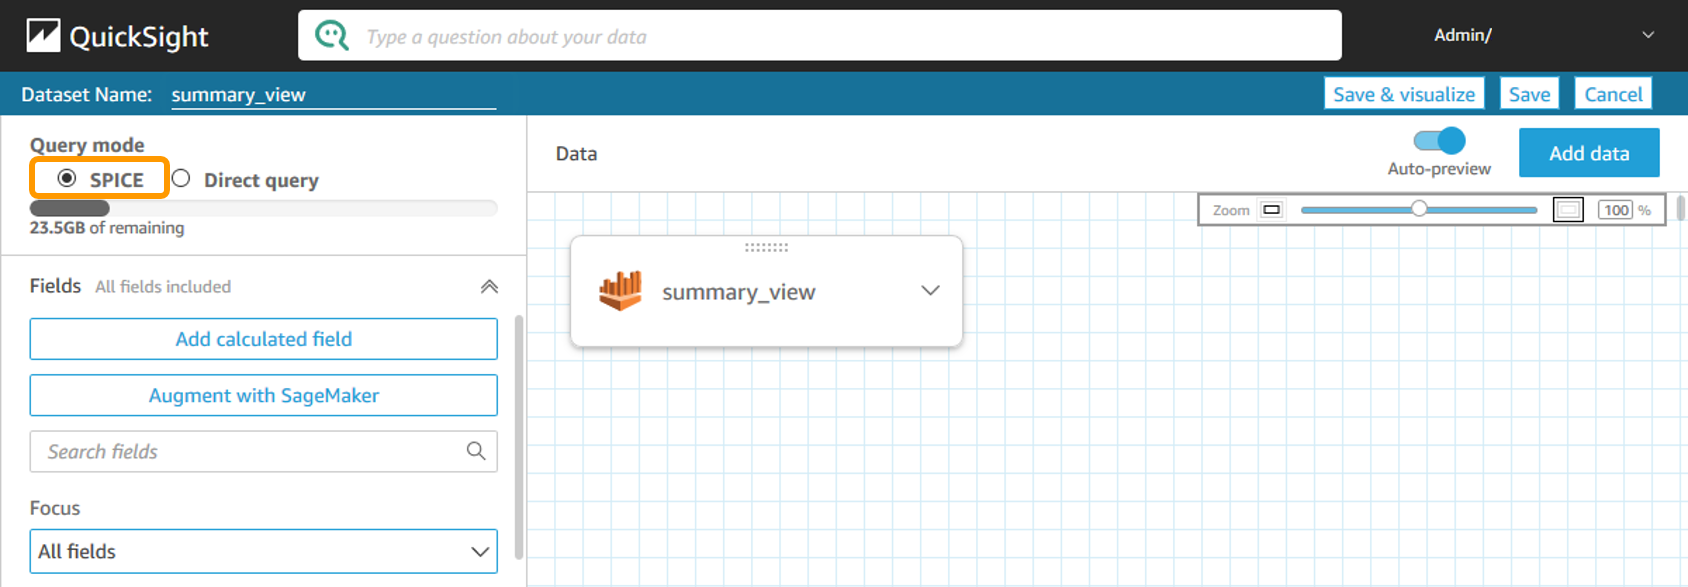 QuickSight
Type a question about your data
Admin/
Dataset Name: summary_view
Save & visualize
Save
Cancel
Query mode
SPICE
Direct query
23.5GB of remaining
Data
Auto-preview
Add data
Zoom
100 %
Fields All fields included
Add calculated field
Augment with SageMaker
Search fields
Focus
All fields
summary_view